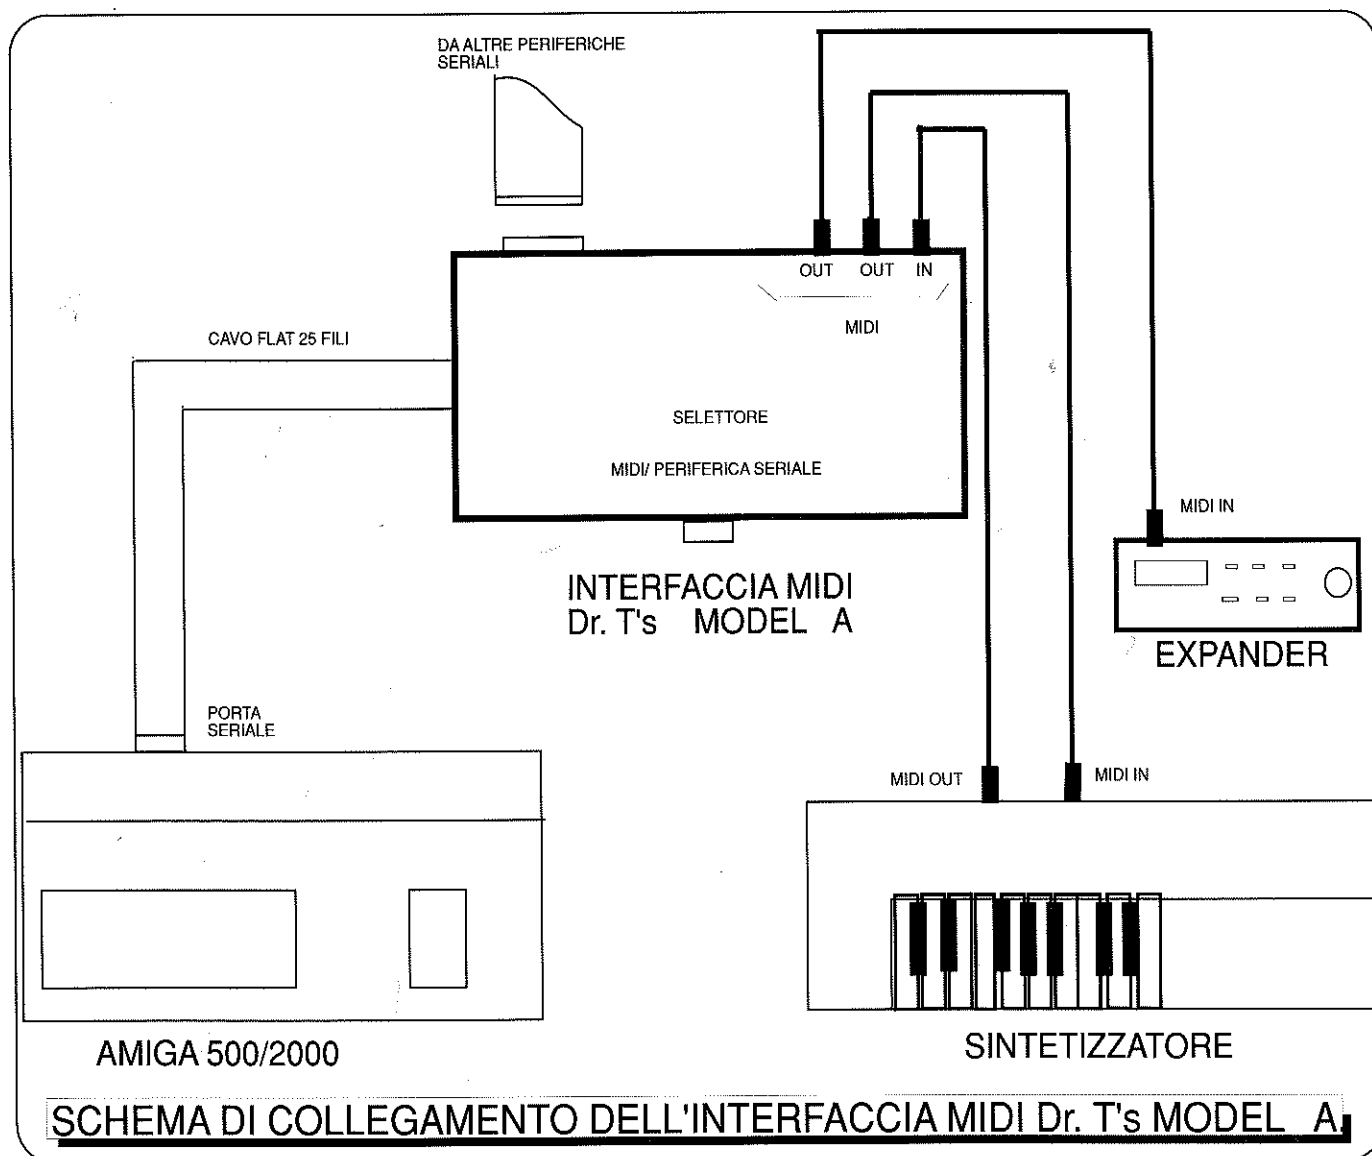 DA ALTRE PERIFERICHE
SERIALI
OUT OUT IN
MIDI
CAVO FLAT 25 FILI
SELETTORE
MIDI/ PERIFERICA SERIALE
MIDI IN
INTERFACCIA MIDI
Dr. T's MODEL A
EXPANDER
PORTA
SERIALE
MIDI OUT MIDI IN
AMIGA 500/2000
SINTETIZZATORE
SCHEMA DI COLLEGAMENTO DELL'INTERFACCIA MIDI Dr. T's MODEL A.